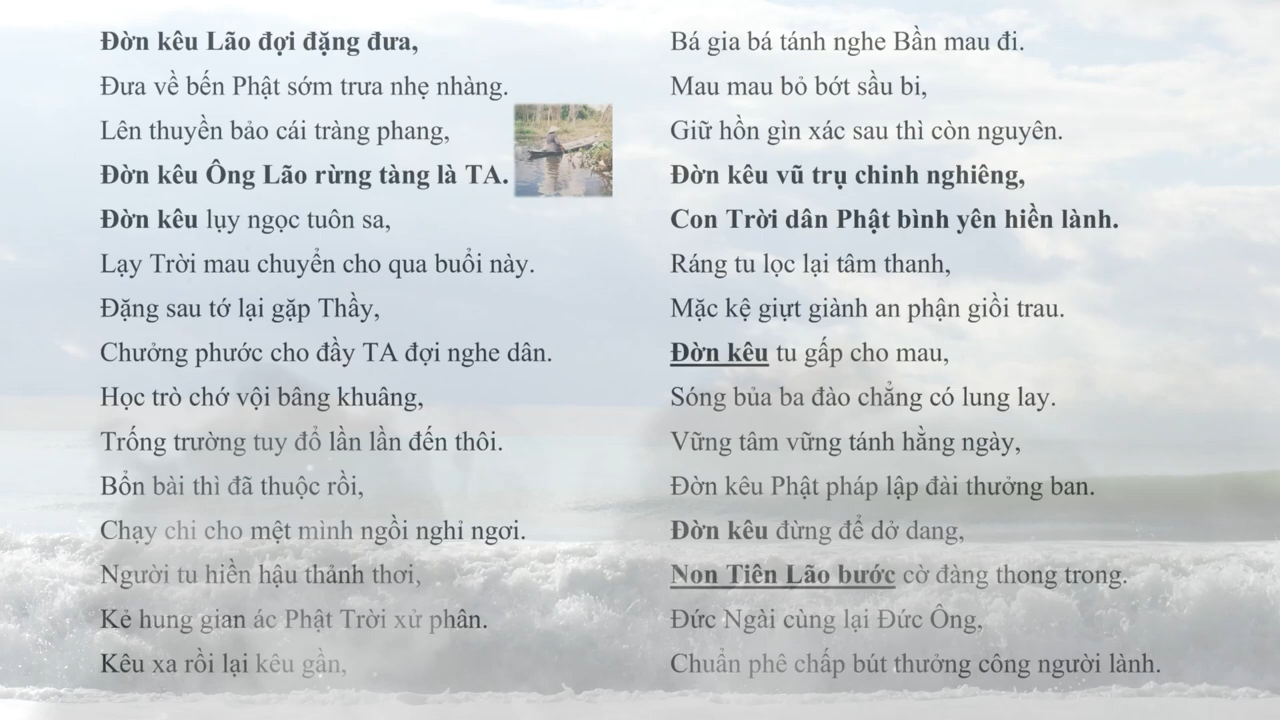 Đờn kêu Lão đợi đặng đưa,
Đưa về bến Phật sớm trưa nhẹ nhàng.
Lên thuyền bảo cái tràng phang,
Đờn kêu Ông Lão rừng tàng là TA.
Đờn kêu lụy ngọc tuôn sa,
Lạy Trời mau chuyển cho qua buổi này.
Đặng sau tớ lại gặp Thầy,
Chưởng phước cho đầy TA đợi nghe dân.
Học trò chớ vội bâng khuâng,
Trống trường tuy đổ lần lần đến thôi.
Bổn bài thì đã thuộc rồi,
Chạy chi cho mệt mình ngồi nghỉ ngơi.
Người tu hiền hậu thảnh thơi,
Kẻ hung gian ác Phật Trời xử phân.
Kêu xa rồi lại kêu gần,
Bá gia bá tánh nghe Bần mau đi.
Mau mau bỏ bớt sầu bi,
Giữ hồn gìn xác sau thì còn nguyên.
Đờn kêu vũ trụ chinh nghiêng,
Con Trời dân Phật bình yên hiền lành.
Ráng tu lọc lại tâm thanh,
Mặc kệ giựt giành an phận giồi trau.
Đờn kêu tu gấp cho mau,
Sóng bủa ba đào chẳng có lung lay.
Vững tâm vững tánh hằng ngày,
Đờn kêu Phật pháp lập đài thưởng ban.
Đờn kêu đừng để dở dang,
Non Tiên Lão bước cờ đàng thong trong.
Đức Ngài cùng lại Đức Ông,
Chuẩn phê chấp bút thưởng công người lành.